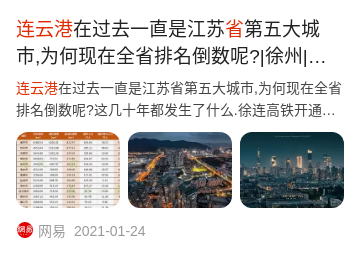 连云港在过去一直是江苏省第五大城
市,为何现在全省排名倒数呢?|徐州|…
连云港在过去一直是江苏省第五大城市,为何现在全省
排名倒数呢?这几十年都发生了什么.徐连高铁开通…
网易 网易 2021-01-24